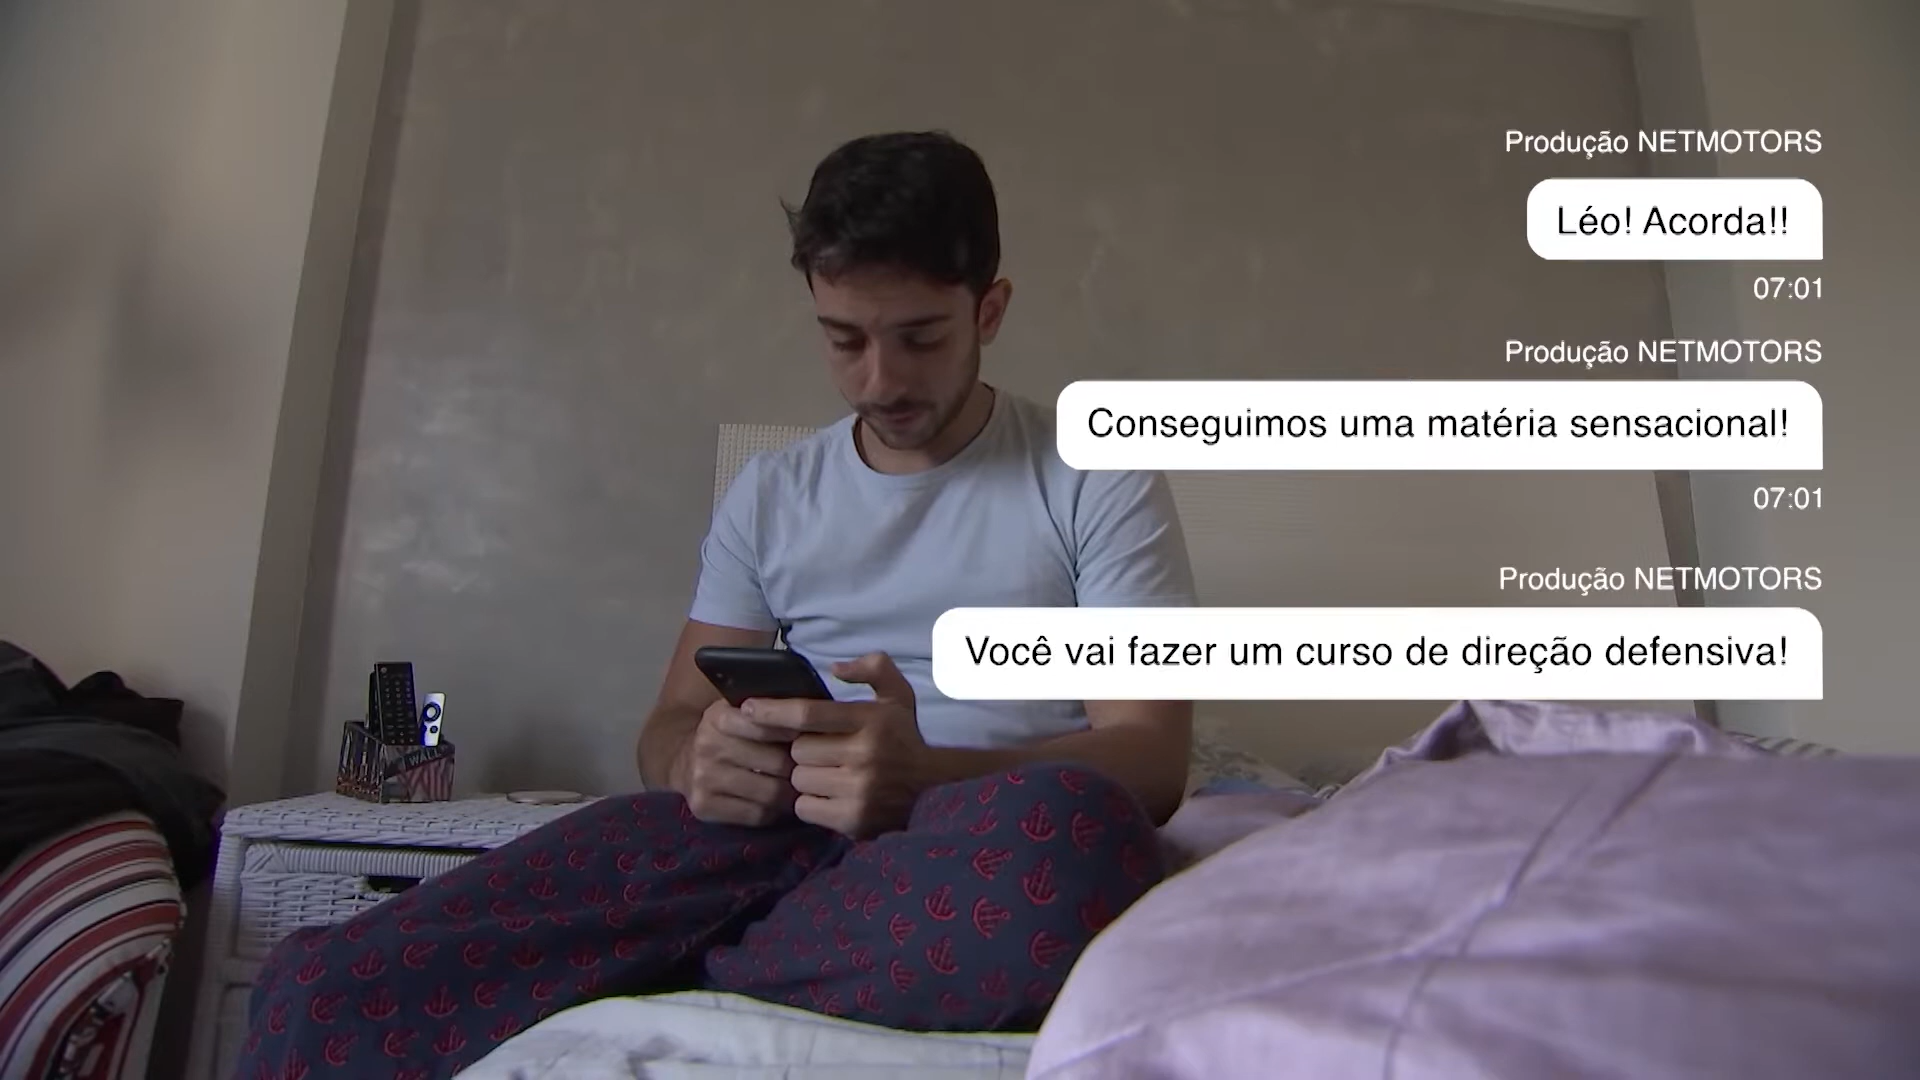 Produção NETMOTORS
Léo! Acorda!!
07:01
Produção NETMOTORS
Conseguimos uma matéria sensacional!
07:01
Produção NETMOTORS
Você vai fazer um curso de direção defensiva!
WALL